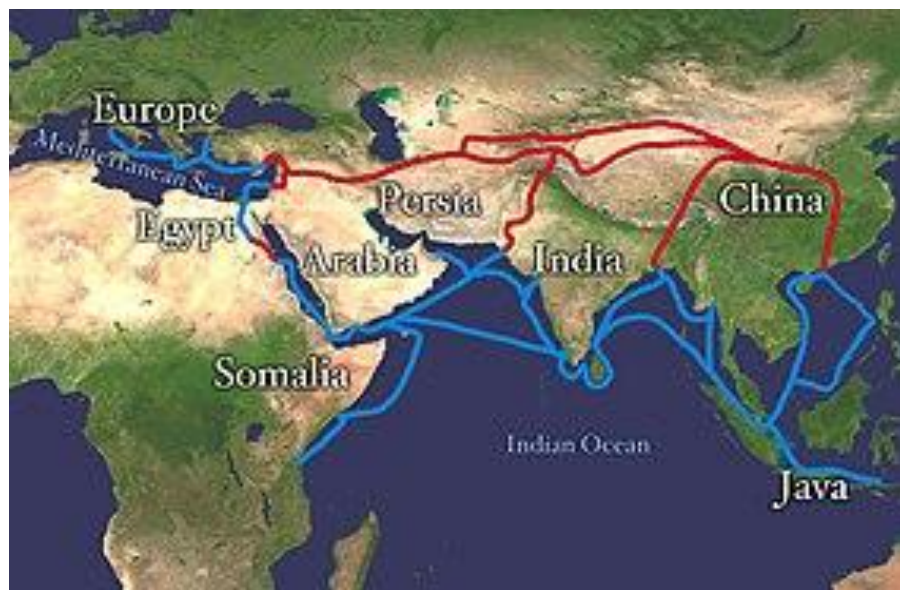 Europe
Mediterranean Sea
Persia
China
Egypt
Arabia
India
Somalia
Indian Ocean
Java